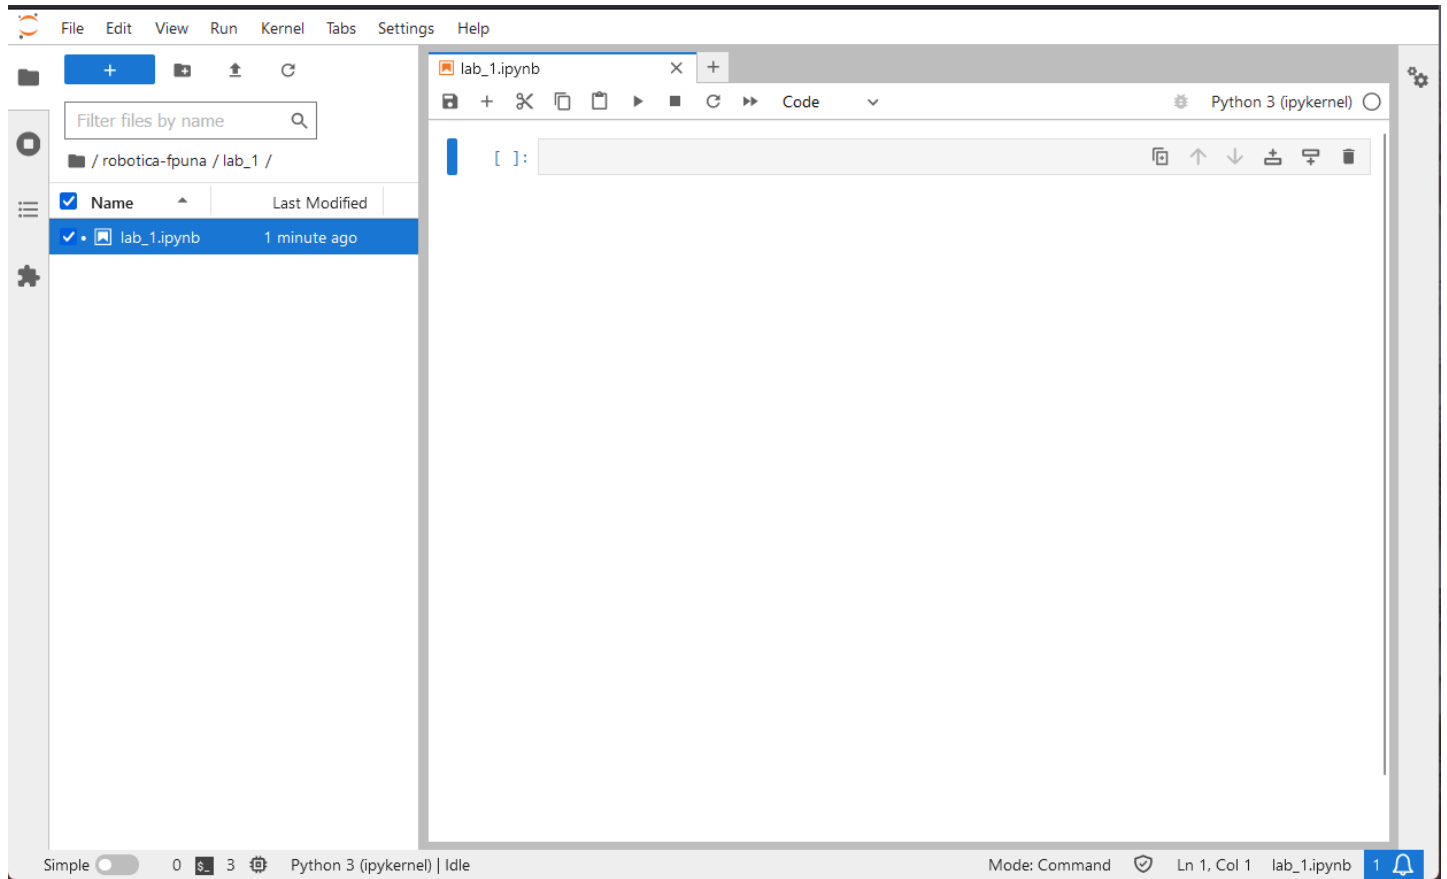 File Edit View Run Kernel Tabs Settings Help
+
Filter files by name
/ robotica-fpuna / lab_1 /
Name Last Modified
lab_1.ipynb 1 minute ago
lab_1.ipynb
Code
Python 3 (ipykernel)
[ ]:
Simple 0 $_ 3 Python 3 (ipykernel) | Idle Mode: Command Ln 1, Col 1 lab_1.ipynb 1